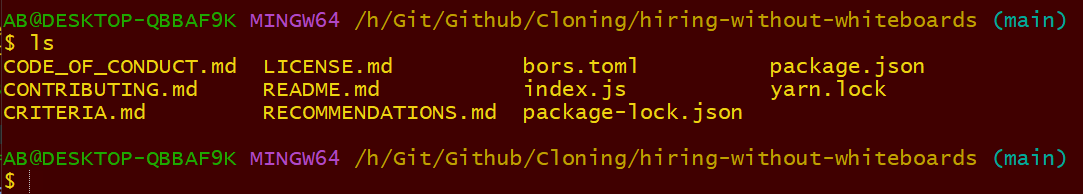 AB@DESKTOP-QBBAF9K MINGW64 /h/Git/Github/Cloning/hiring-without-whiteboards (main)
$ ls
CODE_OF_CONDUCT.md  LICENSE.md          bors.toml          package.json
CONTRIBUTING.md     README.md           index.js           yarn.lock
CRITERIA.md         RECOMMENDATIONS.md  package-lock.json
AB@DESKTOP-QBBAF9K MINGW64 /h/Git/Github/Cloning/hiring-without-whiteboards (main)
$